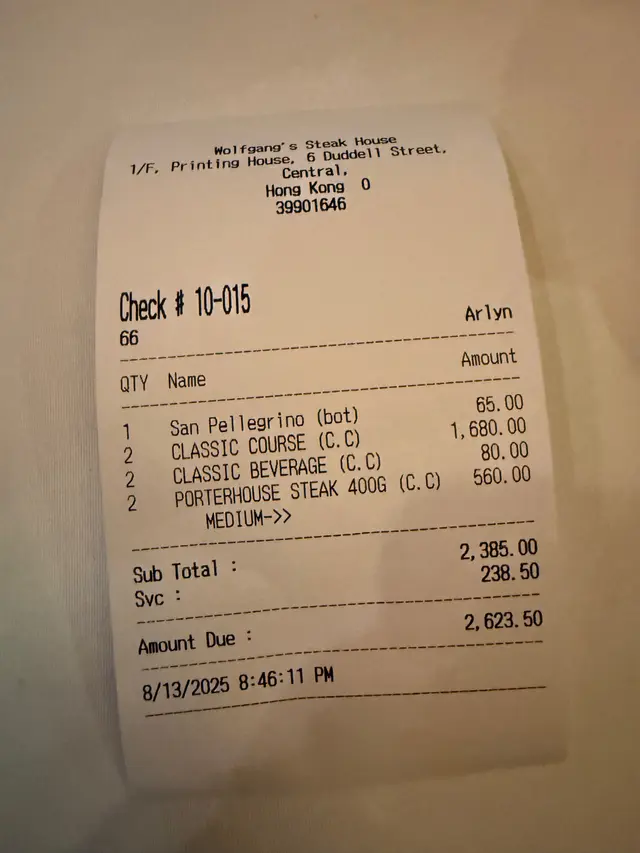 Wolfgang's Steak House
1/F, Printing House, 6 Duddell Street,
Central,
Hong Kong 0
39901646
Check # 10-015
66 Arlyn
QTY Name Amount
1 San Pellegrino (bot) 65.00
2 CLASSIC COURSE (C.C) 1,680.00
2 CLASSIC BEVERAGE (C.C) 80.00
2 PORTERHOUSE STEAK 400G (C.C) 560.00
MEDIUM->>
Sub Total : 2,385.00
Svc : 238.50
Amount Due : 2,623.50
8/13/2025 8:46:11 PM